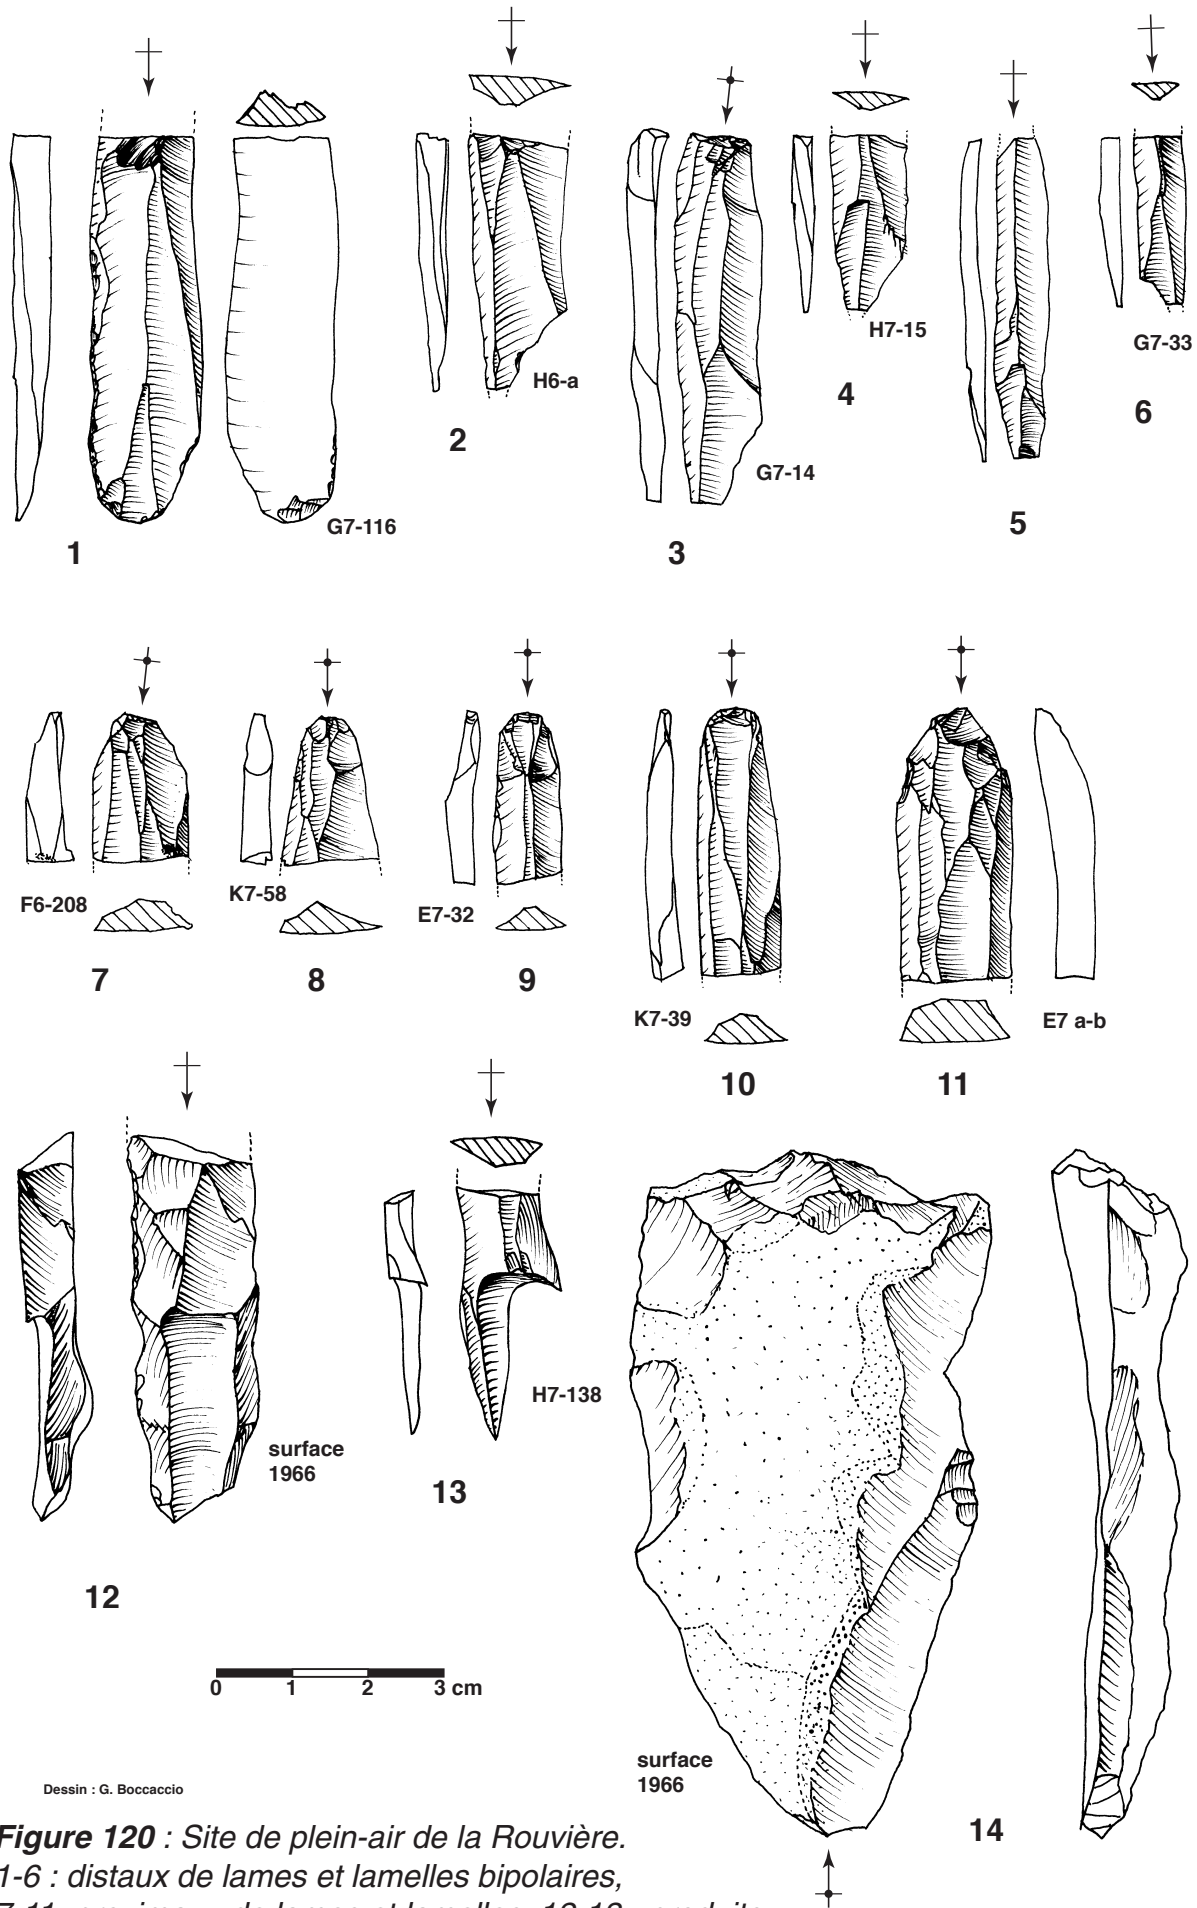 G7-116
1
H6-a
2
G7-14
3
H7-15
4
5
G7-33
6
F6-208
7
K7-58
8
E7-32
9
K7-39
10
E7 a-b
11
surface
1966
12
H7-138
13
surface
1966
14
0 1 2 3 cm
Dessin : G. Boccaccio
Figure 120 : Site de plein-air de la Rouvière.
1-6 : distaux de lames et lamelles bipolaires,